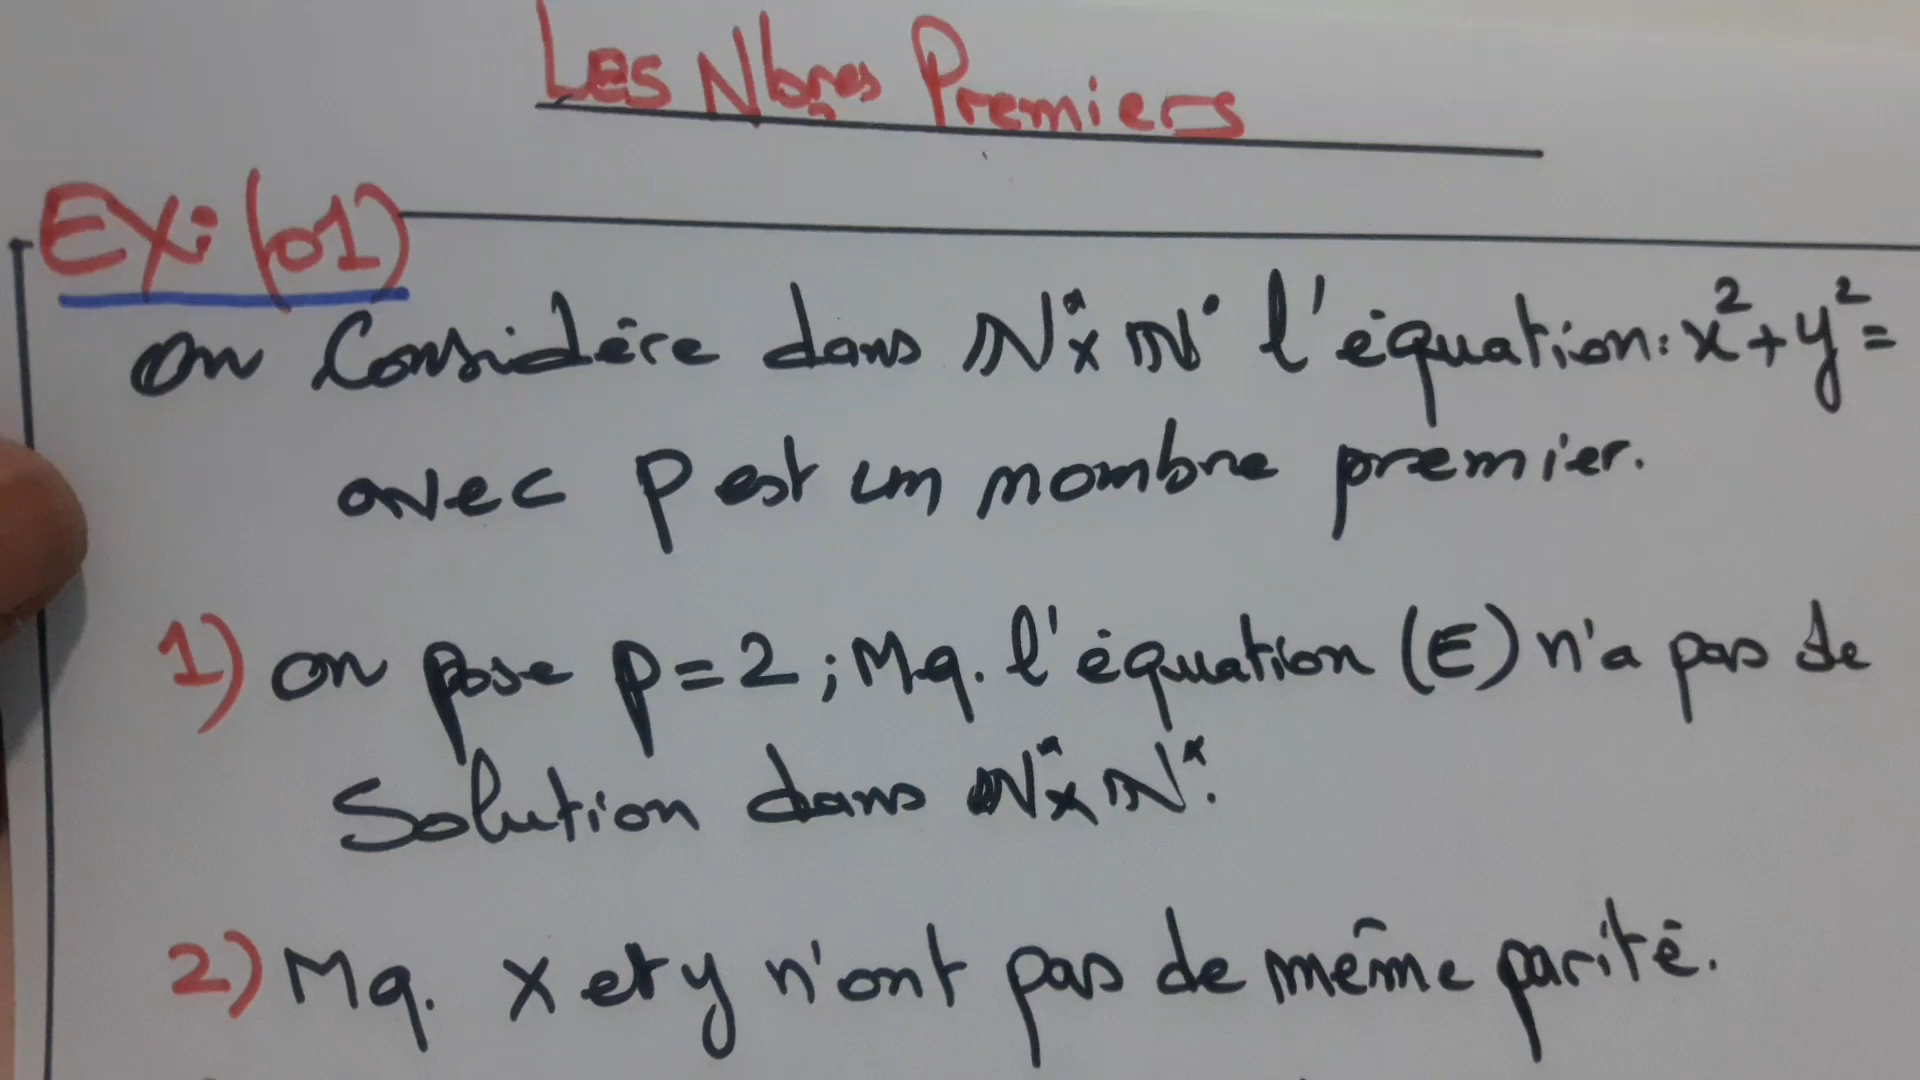 Les Nbres Premiers
EX: (01)
on Considère dans N*x N* l'équation: x²+y²=
avec p est un nombre premier.
1) on pose p=2 ; Mq. l'équation (E) n'a pas de
Solution dans N*x N*.
2) Mq. x et y n'ont pas de même parité.